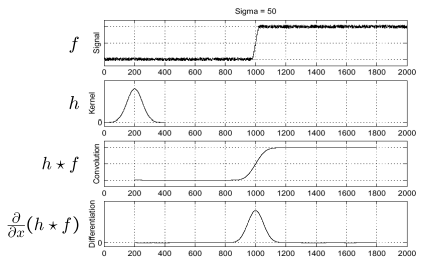 Sigma = 50
f
Signal
0 200 400 600 800 1000 1200 1400 1600 1800 2000
h
Kernel
0
0 200 400 600 800 1000 1200 1400 1600 1800 2000
h ⋆ f
Convolution
0 200 400 600 800 1000 1200 1400 1600 1800 2000
∂/∂x (h ⋆ f)
Differentiation
0
0 200 400 600 800 1000 1200 1400 1600 1800 2000